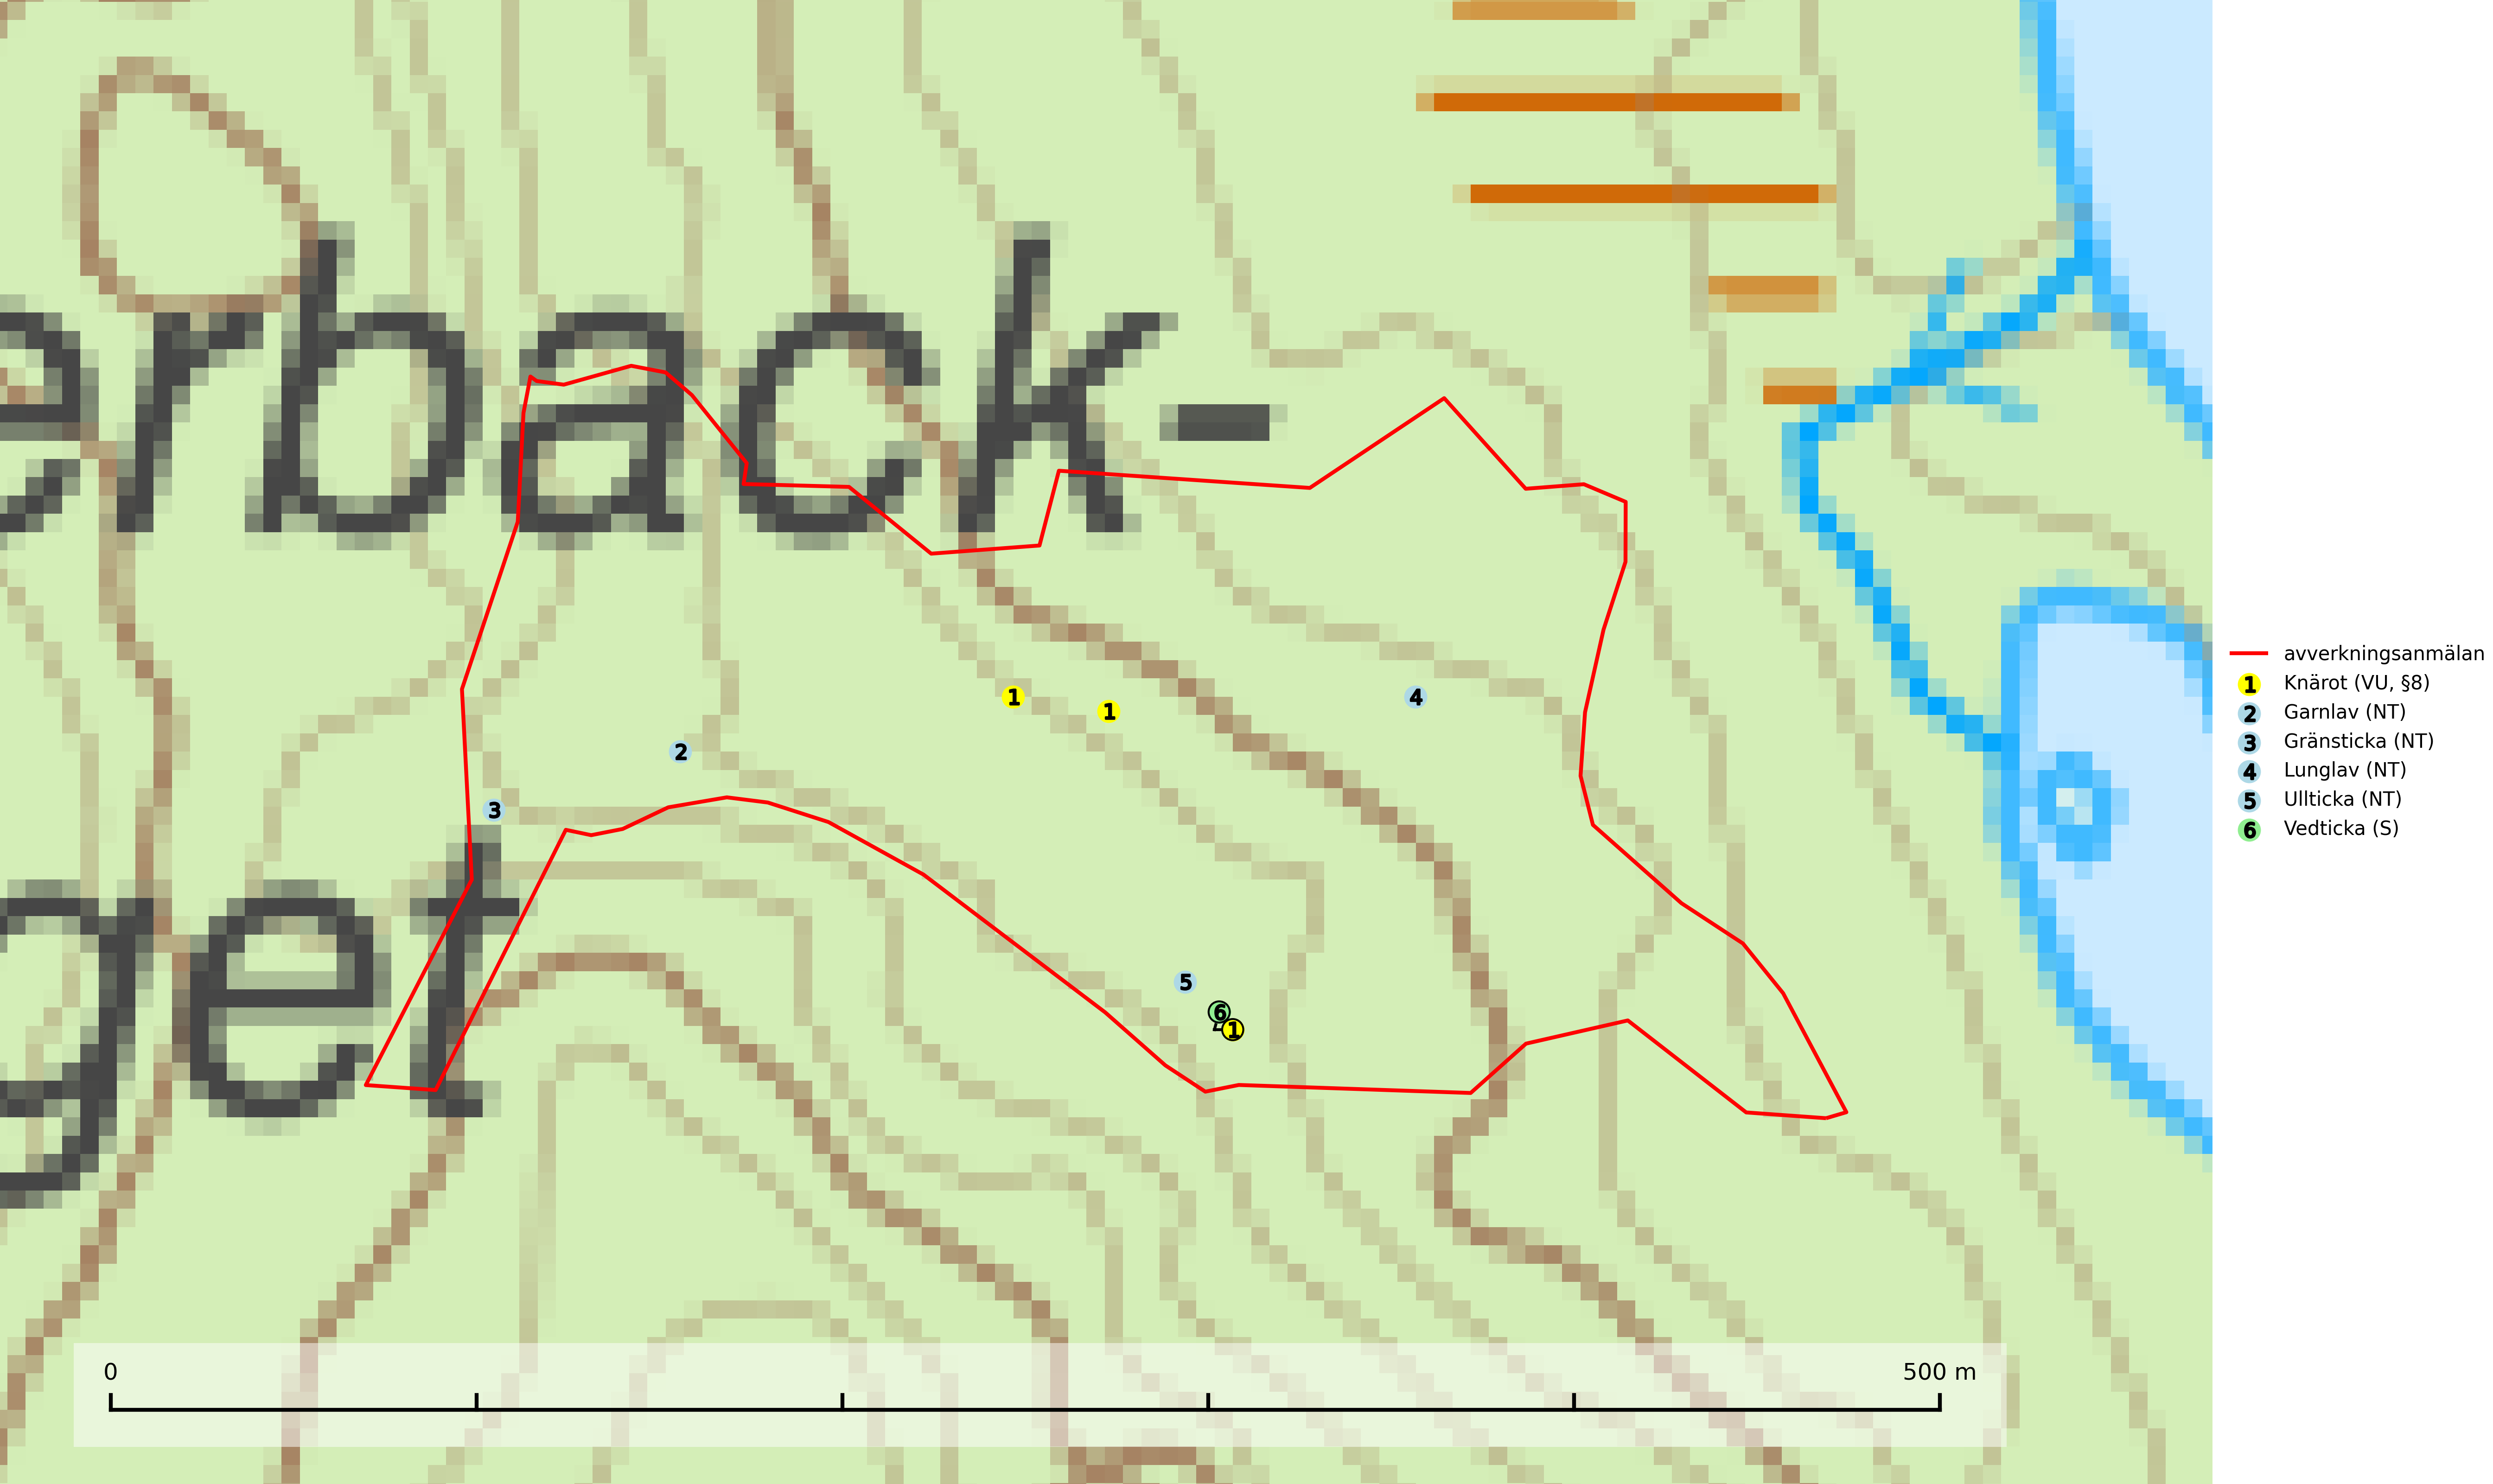 erback-
get
1
1
4
2
3
5
6
1
0
500 m
avverkningsanmälan
1 Knärot (VU, §8)
2 Garnlav (NT)
3 Gränsticka (NT)
4 Lunglav (NT)
5 Ullticka (NT)
6 Vedticka (S)